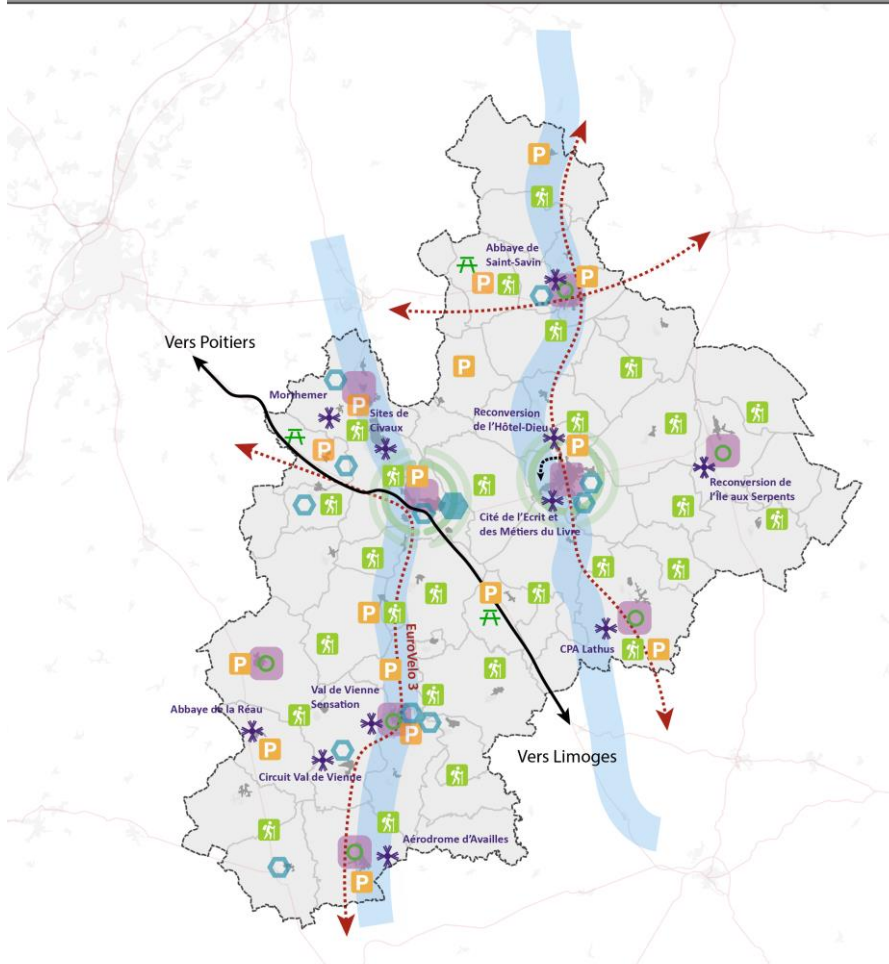 P
Abbaye de
Saint-Savin
P
P
Vers Poitiers
P
Morthemer
P
Sites de
Civaux
Reconversion
de l'Hôtel-Dieu
P
P
P
Reconversion de
l'Île aux Serpents
Cité de l'Ecrit et
des Métiers du Livre
P
P
EuroVelo 3
CPA Lathus
P
P
P
Val de Vienne
Sensation
Abbaye de la Réau
P
P
Vers Limoges
Circuit Val de Vienne
Aérodrome d'Availles
P